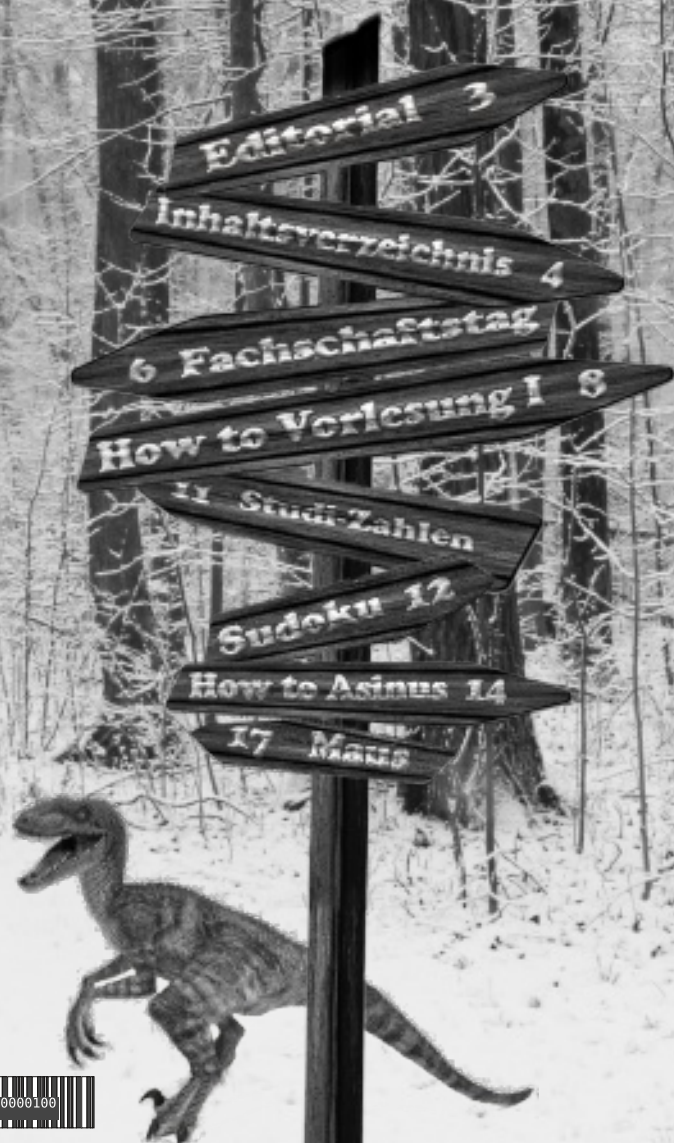 Editorial 3
Inhaltsverzeichnis 4
6 Fachschaftstag
How to Vorlesung I 8
11 Studi-Zahlen
Sudoku 12
How to Asinus 14
17 Maus
0000100